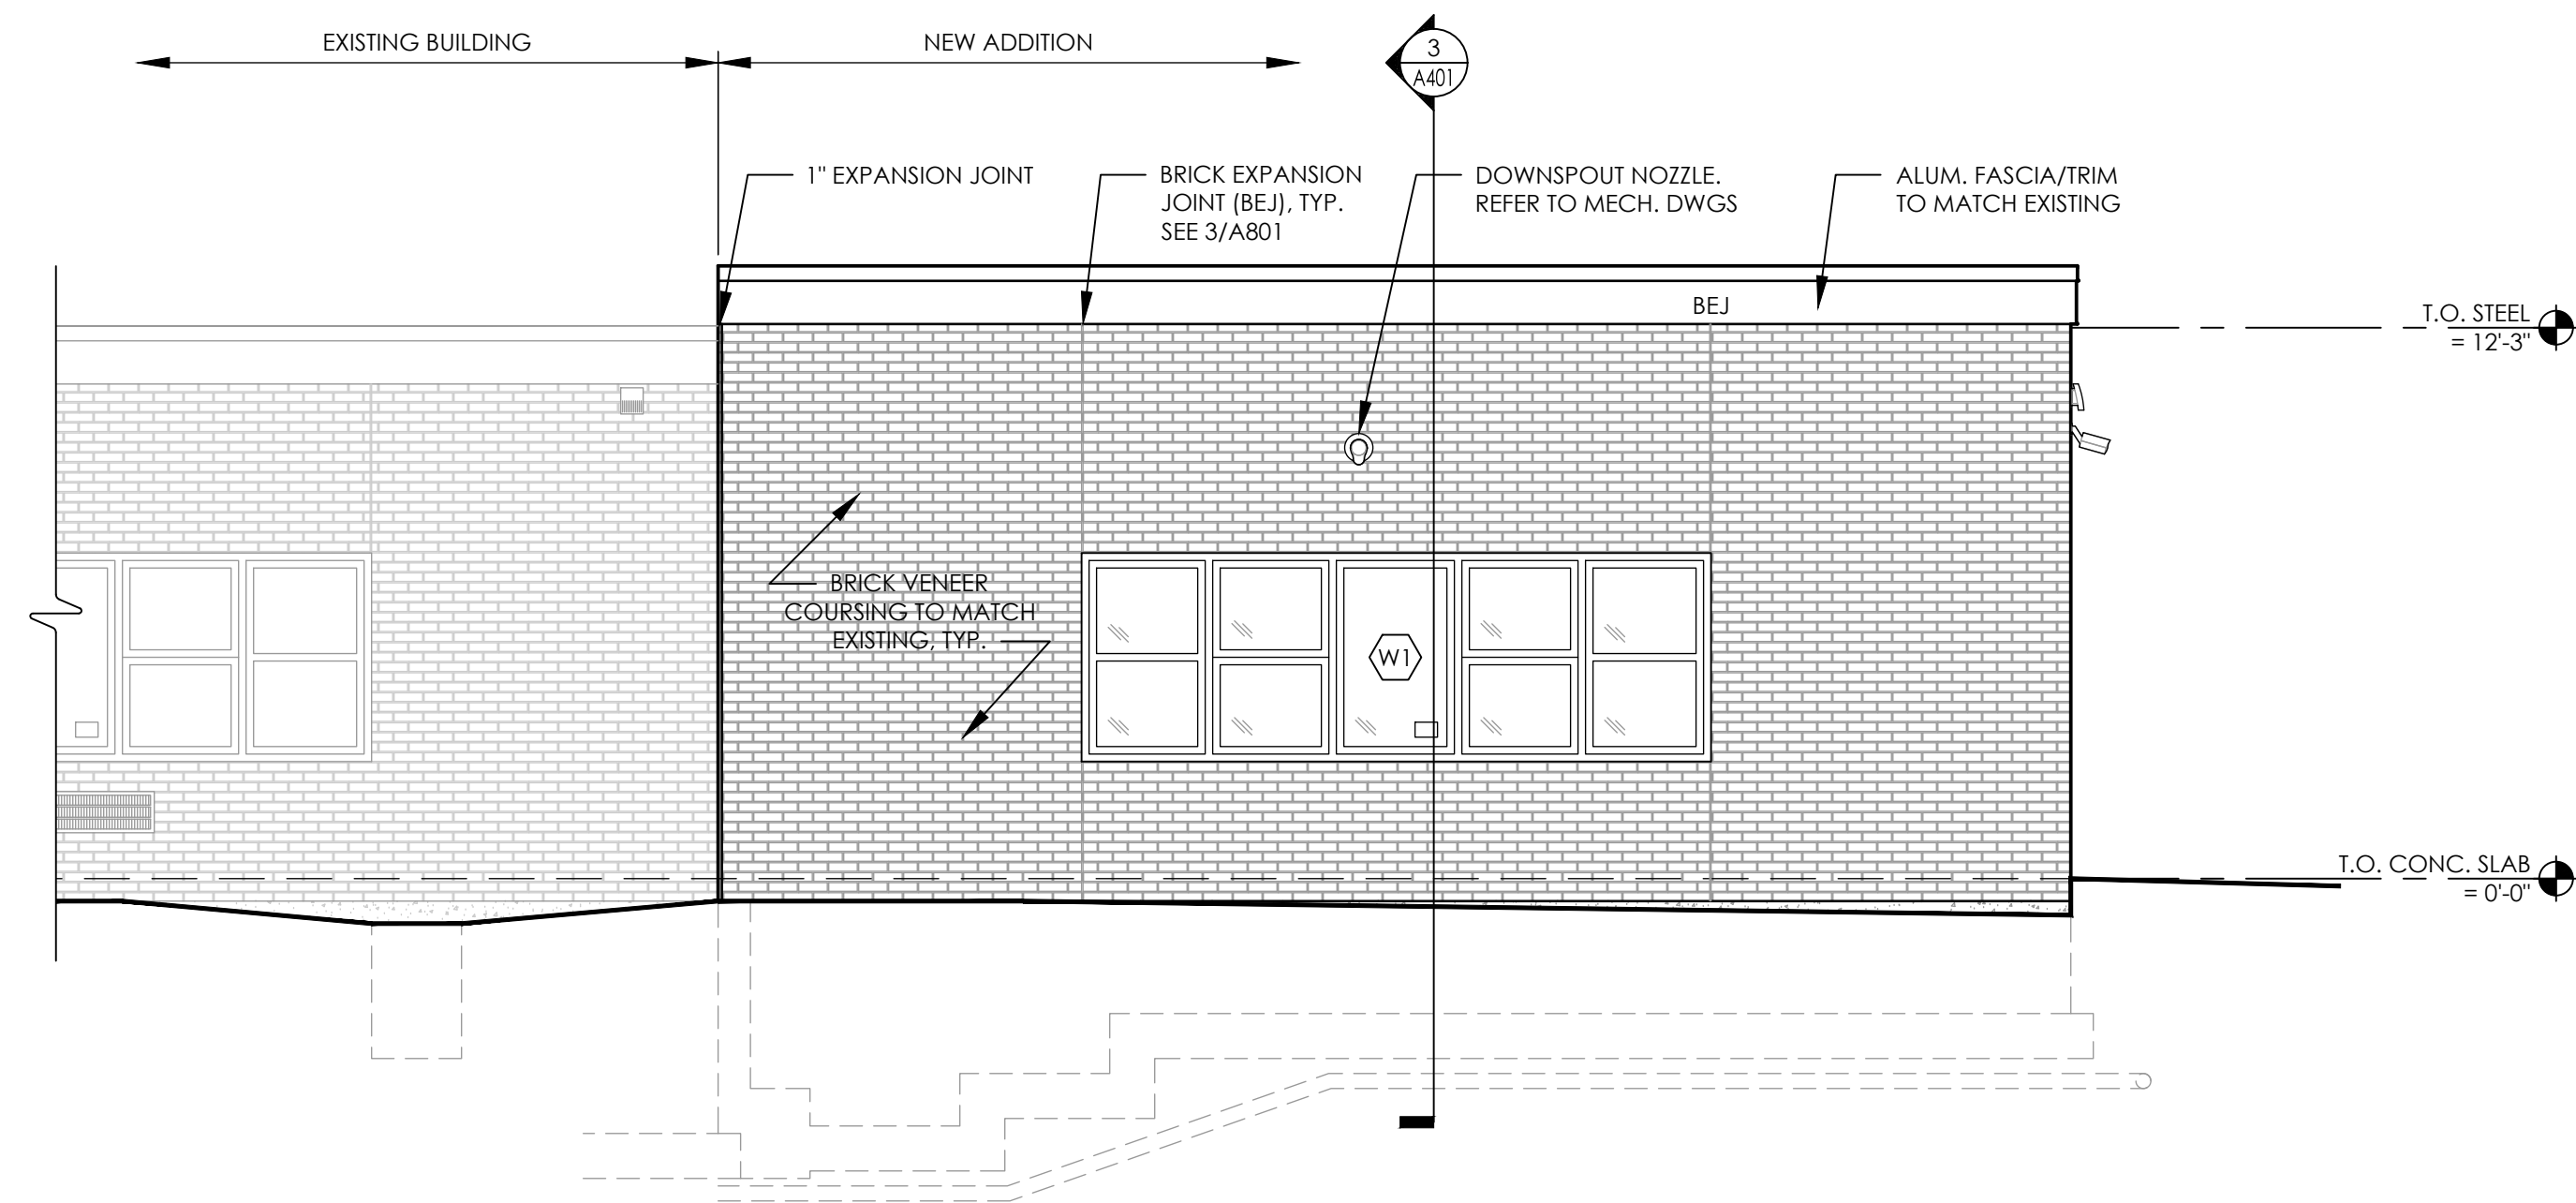 EXISTING BUILDING
NEW ADDITION
3
A401
1" EXPANSION JOINT
BRICK EXPANSION
JOINT (BEJ), TYP.
SEE 3/A801
DOWNSPOUT NOZZLE.
REFER TO MECH. DWGS
ALUM. FASCIA/TRIM
TO MATCH EXISTING
BEJ
T.O. STEEL
= 12'-3"
BRICK VENEER
COURSING TO MATCH
EXISTING, TYP.
W1
T.O. CONC. SLAB
= 0'-0"